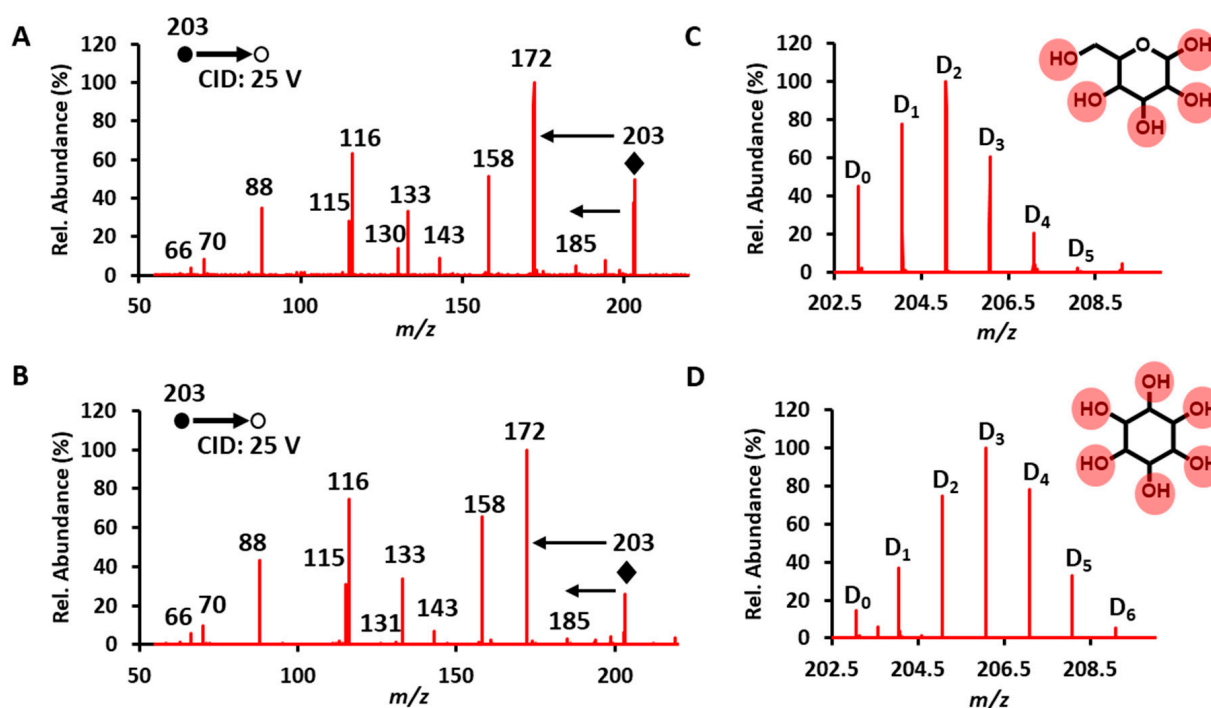 A
203
CID: 25 V
Rel. Abundance (%)
120
100
80
60
40
20
0
172
116
158
203
88
115
133
130
143
185
66
70
50
100
150
200
m/z
C
Rel. Abundance (%)
120
100
80
60
40
20
0
D0
D1
D2
D3
D4
D5
O
OH
HO
HO
OH
OH
202.5
204.5
206.5
208.5
m/z
B
203
CID: 25 V
Rel. Abundance (%)
120
100
80
60
40
20
0
172
116
158
203
88
115
133
131
143
185
66
70
50
100
150
200
m/z
D
Rel. Abundance (%)
120
100
80
60
40
20
0
D0
D1
D2
D3
D4
D5
D6
OH
HO
OH
HO
OH
OH
202.5
204.5
206.5
208.5
m/z